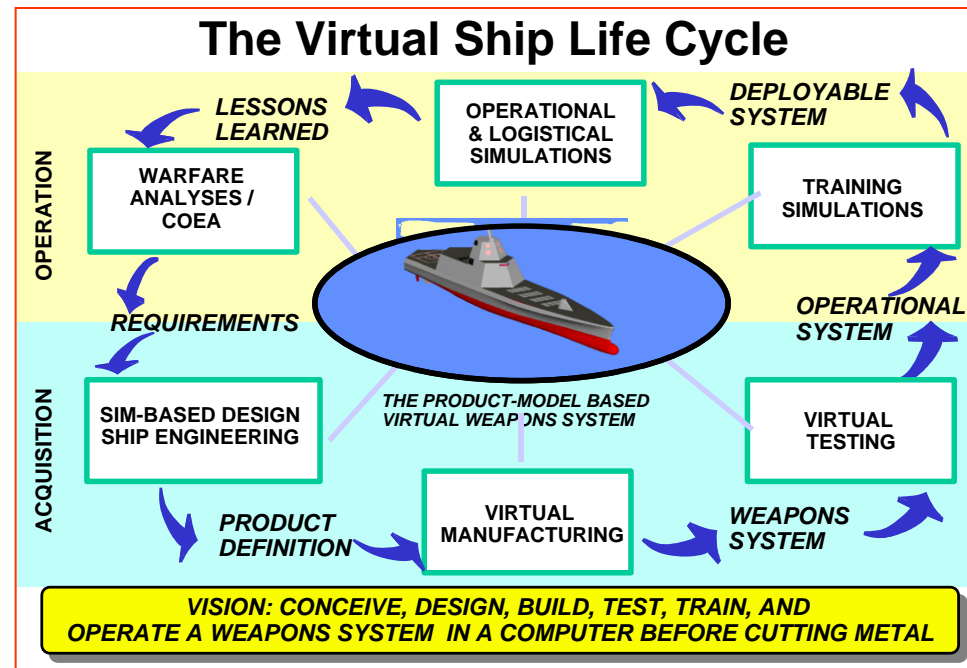 The Virtual Ship Life Cycle
LESSONS
LEARNED
OPERATIONAL
& LOGISTICAL
SIMULATIONS
DEPLOYABLE
SYSTEM
OPERATION
WARFARE
ANALYSES /
COEA
TRAINING
SIMULATIONS
REQUIREMENTS
OPERATIONAL
SYSTEM
ACQUISITION
SIM-BASED DESIGN
SHIP ENGINEERING
THE PRODUCT-MODEL BASED
VIRTUAL WEAPONS SYSTEM
VIRTUAL
TESTING
PRODUCT
DEFINITION
VIRTUAL
MANUFACTURING
WEAPONS
SYSTEM
VISION: CONCEIVE, DESIGN, BUILD, TEST, TRAIN, AND
OPERATE A WEAPONS SYSTEM IN A COMPUTER BEFORE CUTTING METAL